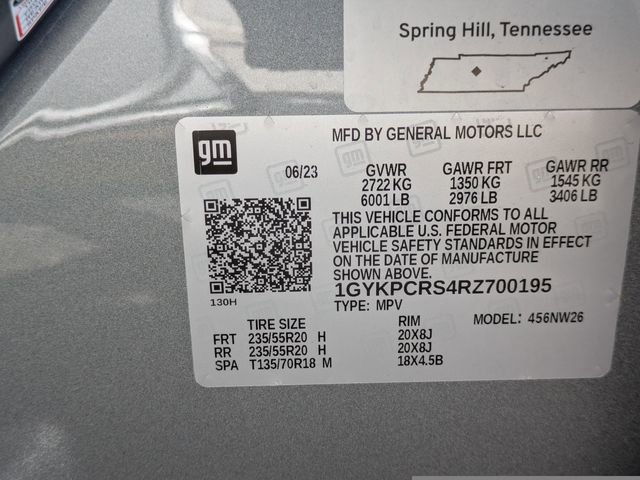 Spring Hill, Tennessee
gm
MFD BY GENERAL MOTORS LLC
06/23 GVWR GAWR FRT GAWR RR
2722 KG 1350 KG 1545 KG
6001 LB 2976 LB 3406 LB
THIS VEHICLE CONFORMS TO ALL
APPLICABLE U.S. FEDERAL MOTOR
VEHICLE SAFETY STANDARDS IN EFFECT
ON THE DATE OF MANUFACTURE
SHOWN ABOVE.
130H
1GYKPCRS4RZ700195
TYPE: MPV
TIRE SIZE RIM MODEL: 456NW26
FRT 235/55R20 H 20X8J
RR 235/55R20 H 20X8J
SPA T135/70R18 M 18X4.5B